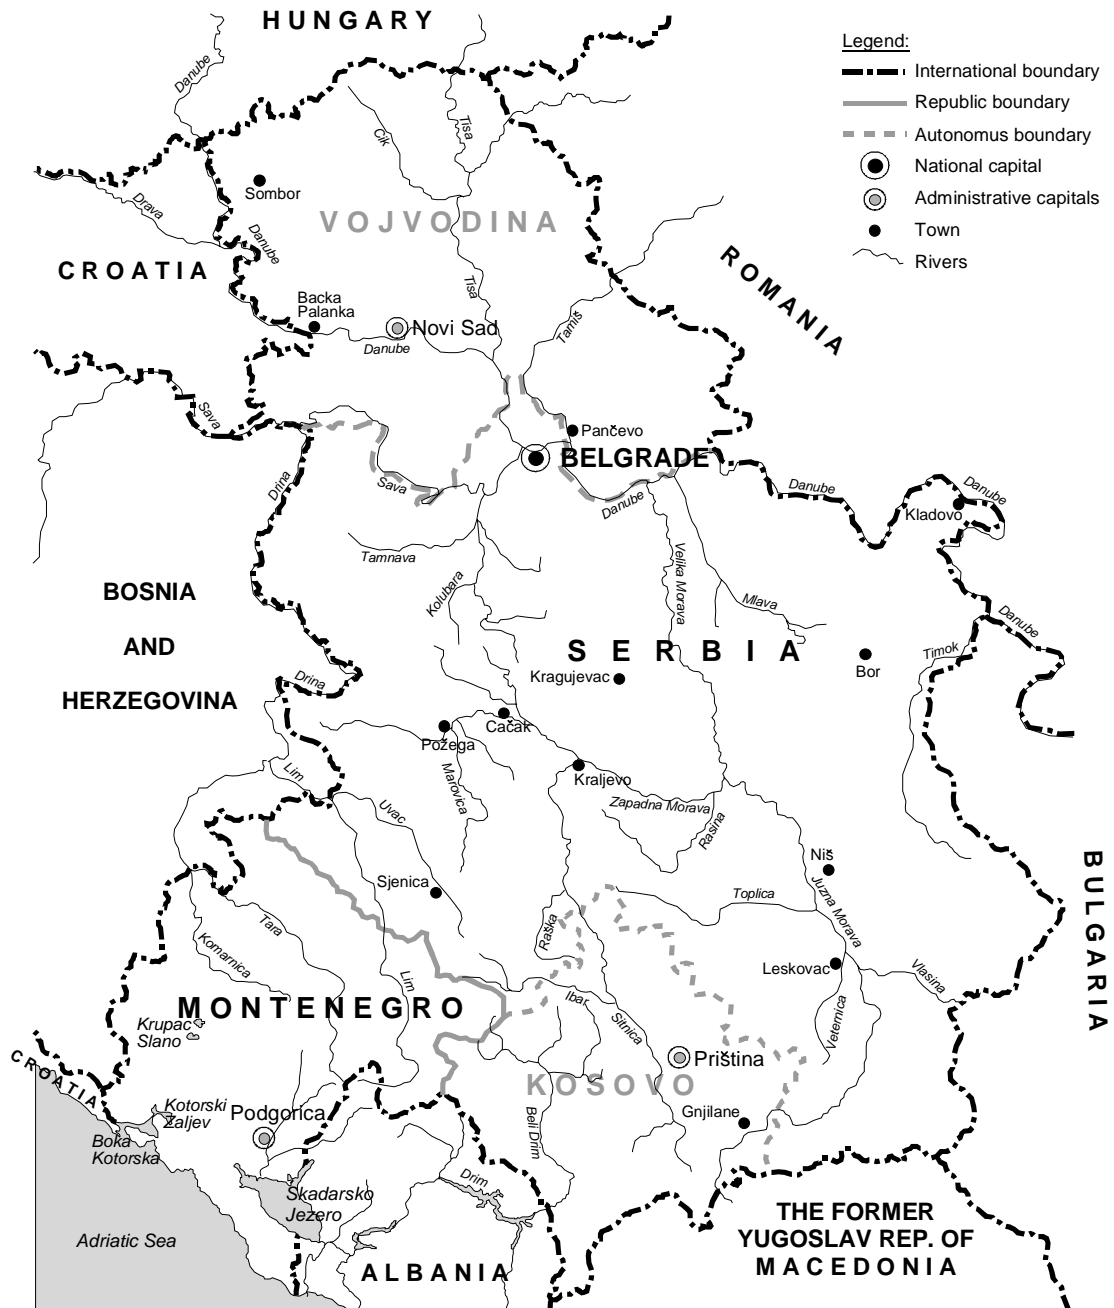 HUNGARY
Legend:
International boundary
Republic boundary
Autonomus boundary
National capital
Administrative capitals
Town
Rivers
Danube
Cik
Tisa
Sombor
Drava
VOJVODINA
Danube
CROATIA
ROMANIA
Tisa
Backa
Palanka
Novi Sad
Danube
Tamiš
Sava
Pančevo
BELGRADE
Drina
Sava
Danube
Danube
Danube
Kladovo
Tamnava
Velika Morava
Kolubara
Mlava
BOSNIA
AND
HERZEGOVINA
Danube
SERBIA
Timok
Bor
Drina
Kragujevac
Čačak
Požega
Marovica
Lim
Kraljevo
Uvac
Zapadna Morava
Rasina
Niš
Juzna Morava
Sjenica
Toplica
BULGARIA
Tara
Komarnica
Raška
Leskovac
Vlasina
Lim
Ibar
Sitnica
Veternica
MONTENEGRO
Krupac
Slano
Priština
KOSOVO
CROATIA
Kotorski
Zaljev
Podgorica
Gnjilane
Beli Drim
Boka
Kotorska
Drim
Skadarsko
Jezero
Adriatic Sea
ALBANIA
THE FORMER
YUGOSLAV REP. OF
MACEDONIA